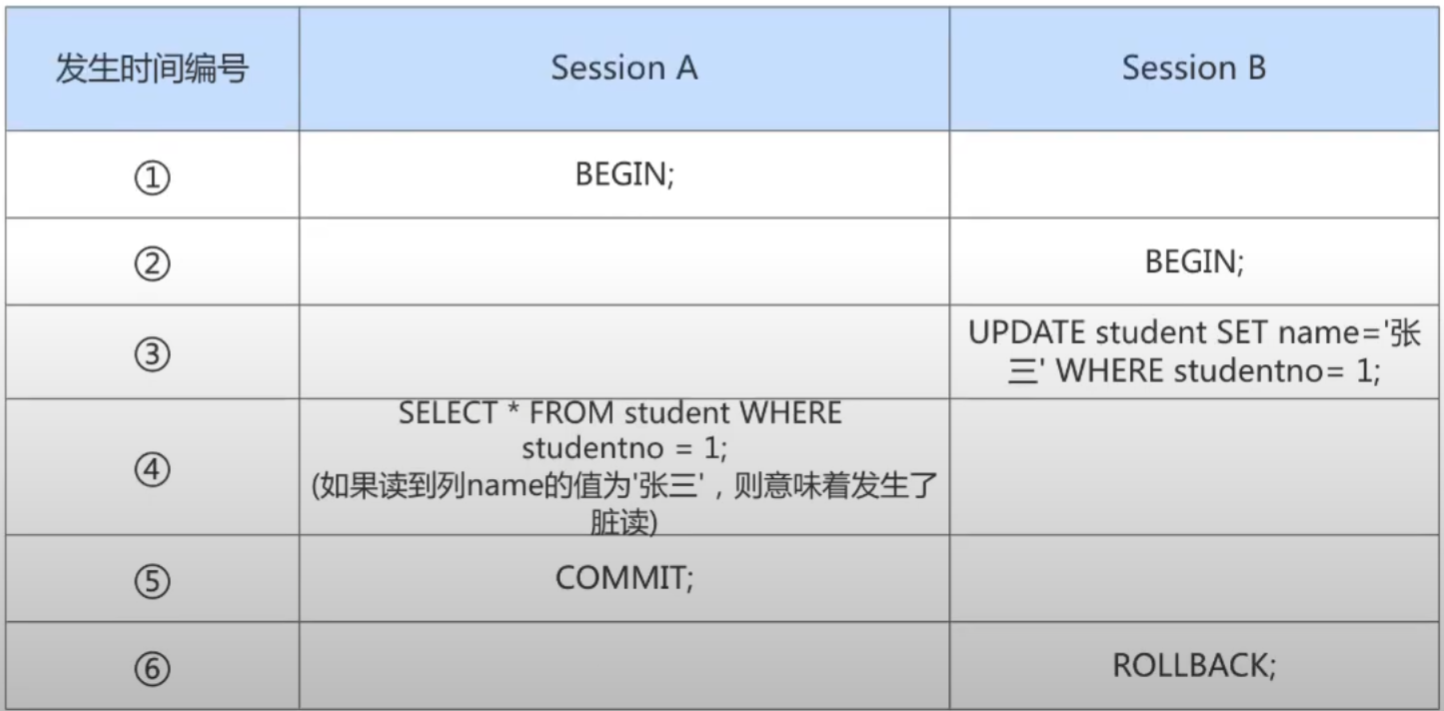 发生时间编号 Session A Session B
① BEGIN;
② BEGIN;
③ UPDATE student SET name='张
三' WHERE studentno= 1;
④ SELECT * FROM student WHERE
studentno = 1;
(如果读到列name的值为'张三'，则意味着发生了
脏读)
⑤ COMMIT;
⑥ ROLLBACK;